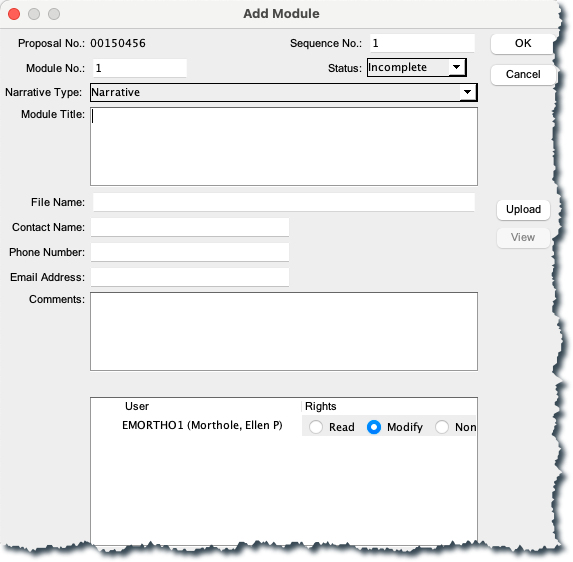 Add Module
Proposal No.: 00150456 Sequence No.: 1 OK
Module No.: 1 Status: Incomplete Cancel
Narrative Type: Narrative
Module Title:
File Name: Upload
Contact Name: View
Phone Number:
Email Address:
Comments:
User Rights
EMORTHO1 (Morthole, Ellen P) Read Modify Non